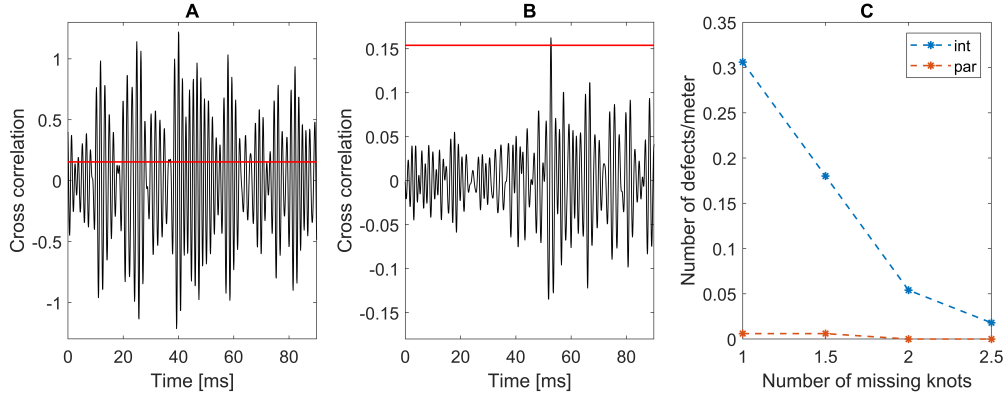 A
Cross correlation
1
0.5
0
-0.5
-1
0 20 40 60 80
Time [ms]
B
Cross correlation
0.15
0.1
0.05
0
-0.05
-0.1
-0.15
0 20 40 60 80
Time [ms]
C
Number of defects/meter
0.35
0.3
0.25
0.2
0.15
0.1
0.05
0
1 1.5 2 2.5
Number of missing knots
int
par